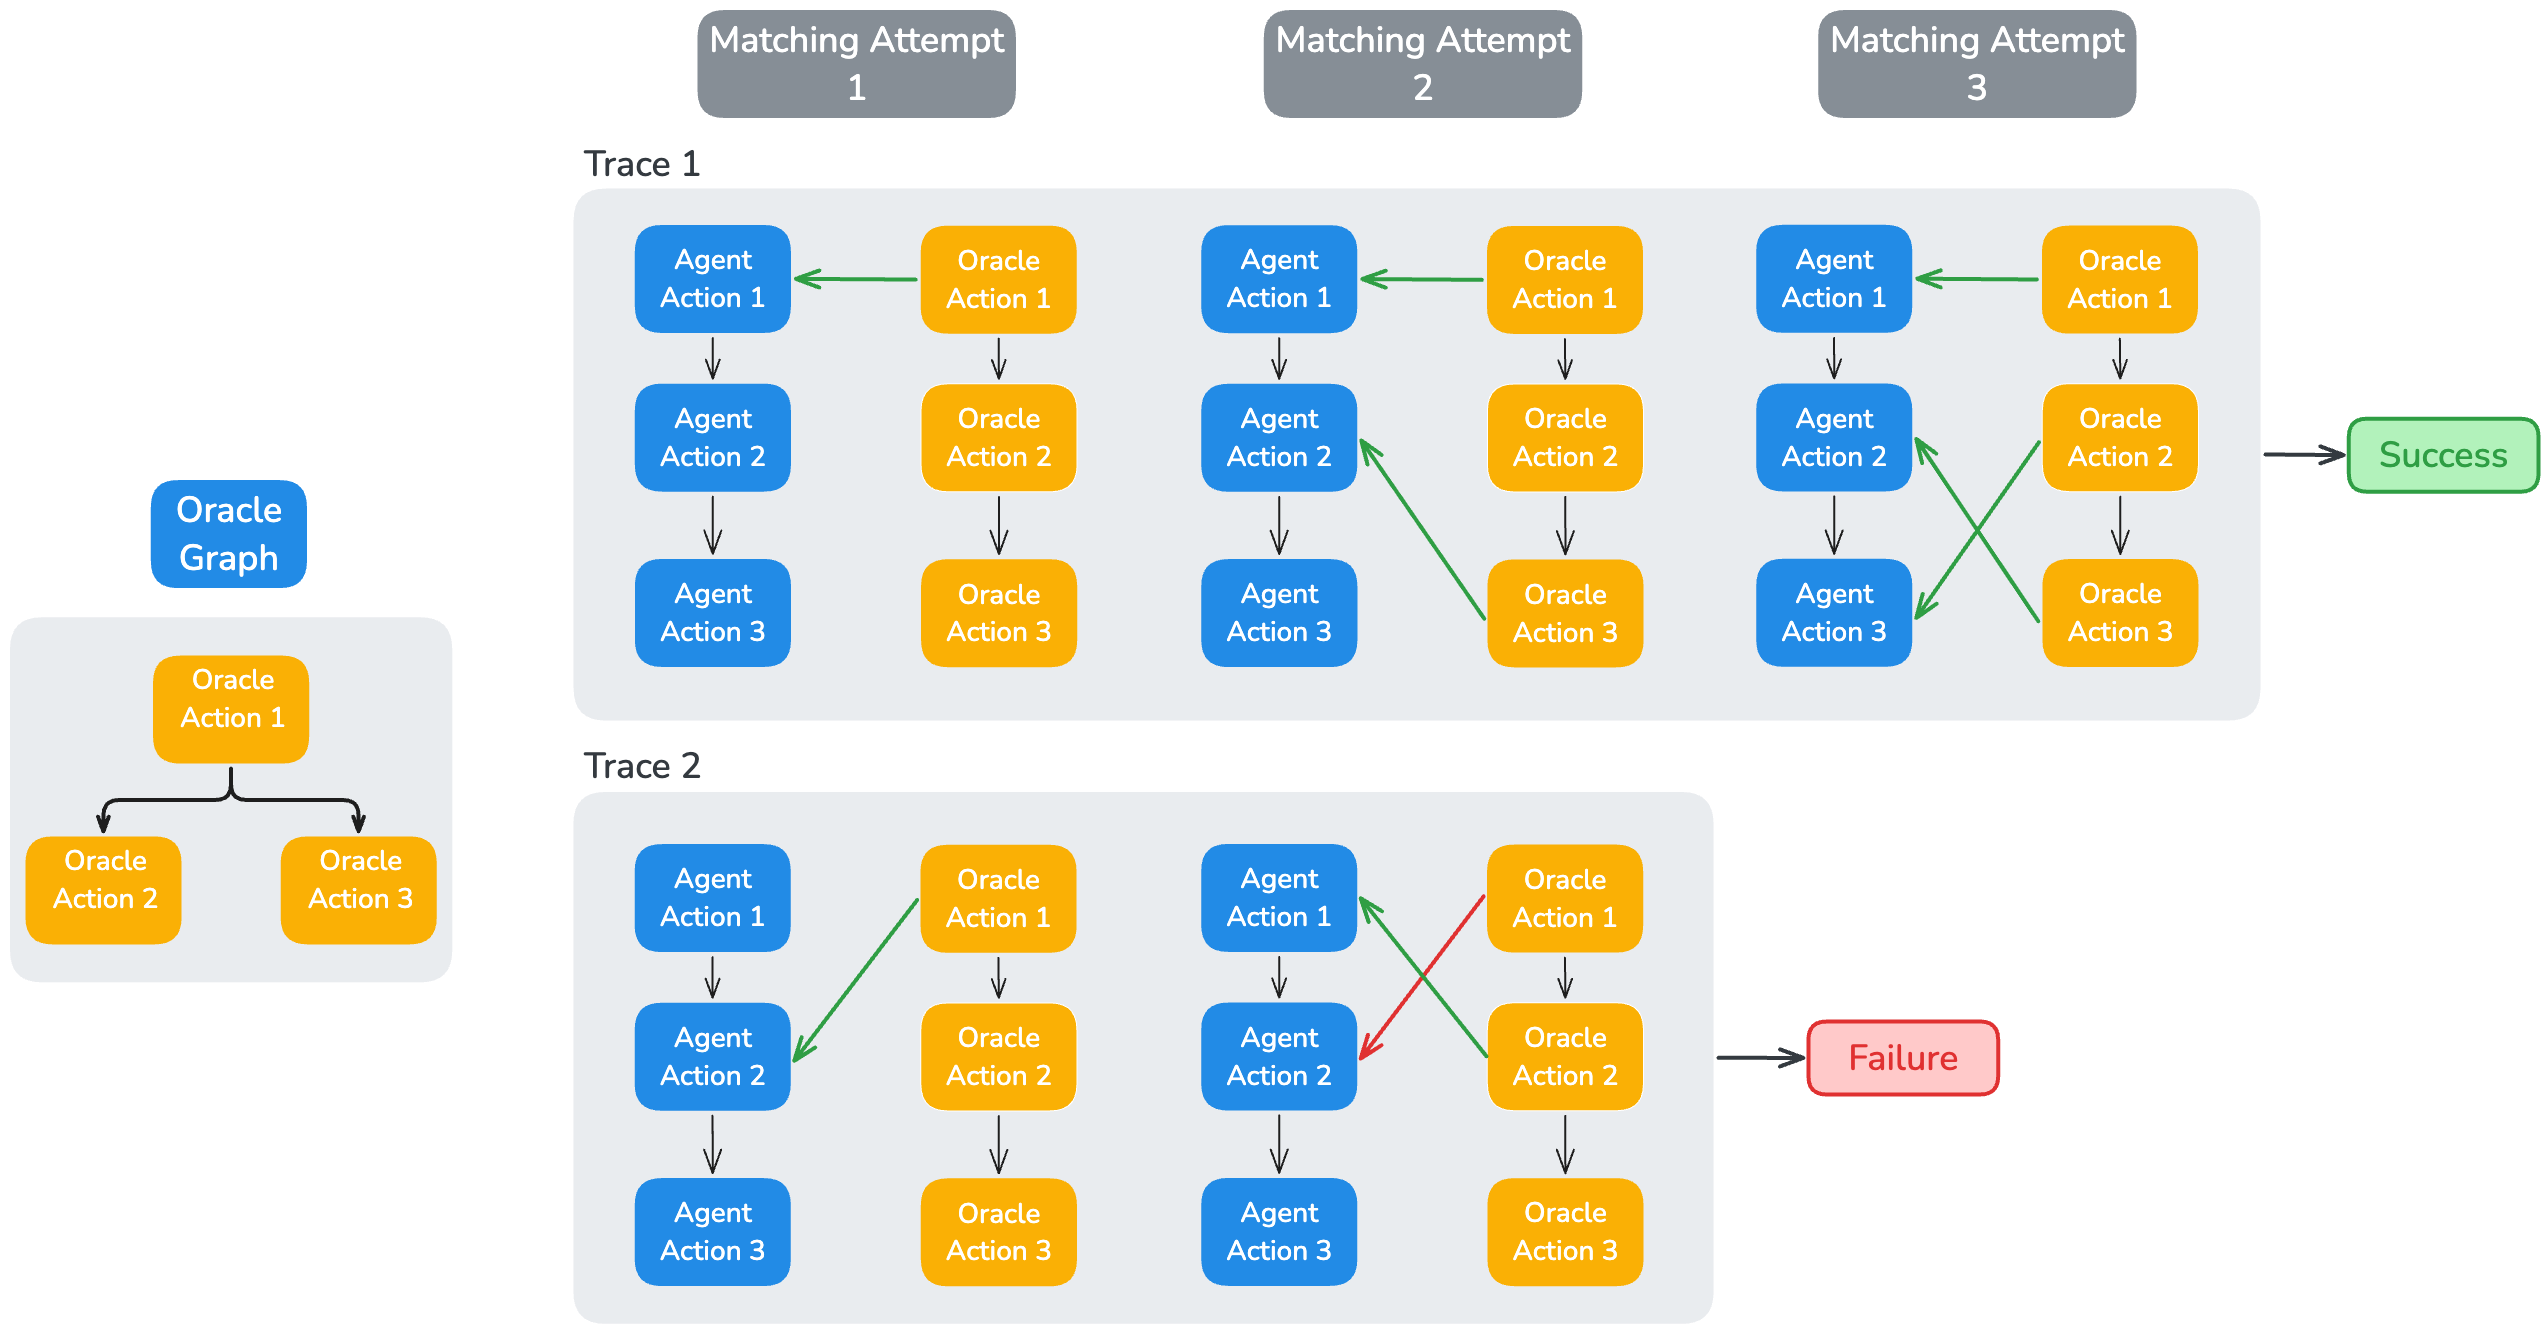 Matching Attempt
1
Matching Attempt
2
Matching Attempt
3
Trace 1
Agent
Action 1
Oracle
Action 1
Agent
Action 2
Oracle
Action 2
Agent
Action 3
Oracle
Action 3
Agent
Action 1
Oracle
Action 1
Agent
Action 2
Oracle
Action 2
Agent
Action 3
Oracle
Action 3
Agent
Action 1
Oracle
Action 1
Agent
Action 2
Oracle
Action 2
Agent
Action 3
Oracle
Action 3
Success
Oracle
Graph
Oracle
Action 1
Oracle
Action 2
Oracle
Action 3
Trace 2
Agent
Action 1
Oracle
Action 1
Agent
Action 2
Oracle
Action 2
Agent
Action 3
Oracle
Action 3
Agent
Action 1
Oracle
Action 1
Agent
Action 2
Oracle
Action 2
Agent
Action 3
Oracle
Action 3
Failure